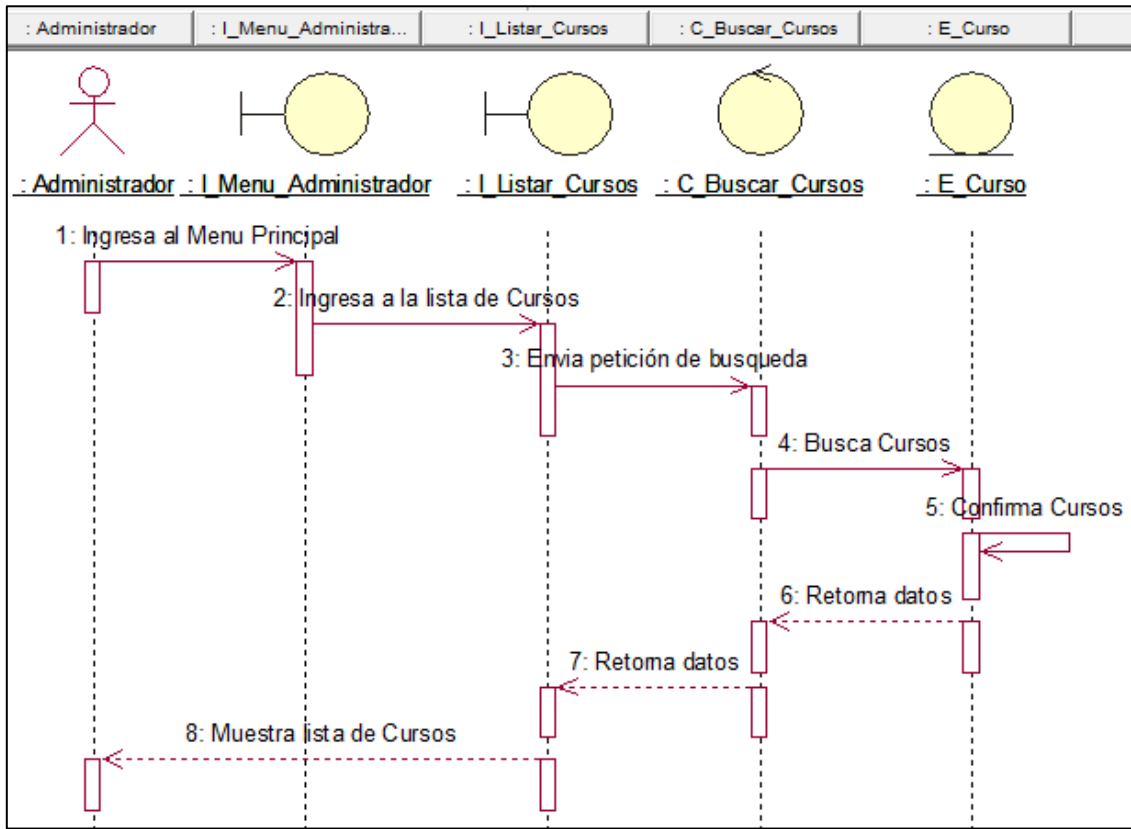 : Administrador
: I_Menu_Administra...
: I_Listar_Cursos
: C_Buscar_Cursos
: E_Curso
: Administrador
: I_Menu_Administrador
: I_Listar_Cursos
: C_Buscar_Cursos
: E_Curso
1: Ingresa al Menu Principal
2: Ingresa a la lista de Cursos
3: Envia petición de busqueda
4: Busca Cursos
5: Confirma Cursos
6: Retorna datos
7: Retorna datos
8: Muestra lista de Cursos